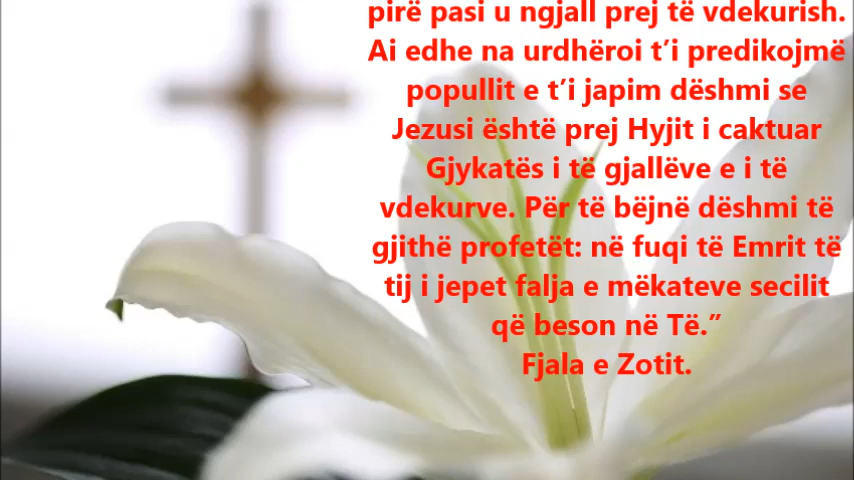 pirë pasi u ngjall prej të vdekurish.
Ai edhe na urdhëroi t’i predikojmë
popullit e t’i japim dëshmi se
Jezusi është prej Hyjit i caktuar
Gjykatës i të gjallëve e i të
vdekurve. Për të bëjnë dëshmi të
gjithë profetët: në fuqi të Emrit të
tij i jepet falja e mëkateve secilit
që beson në Të.”
Fjala e Zotit.